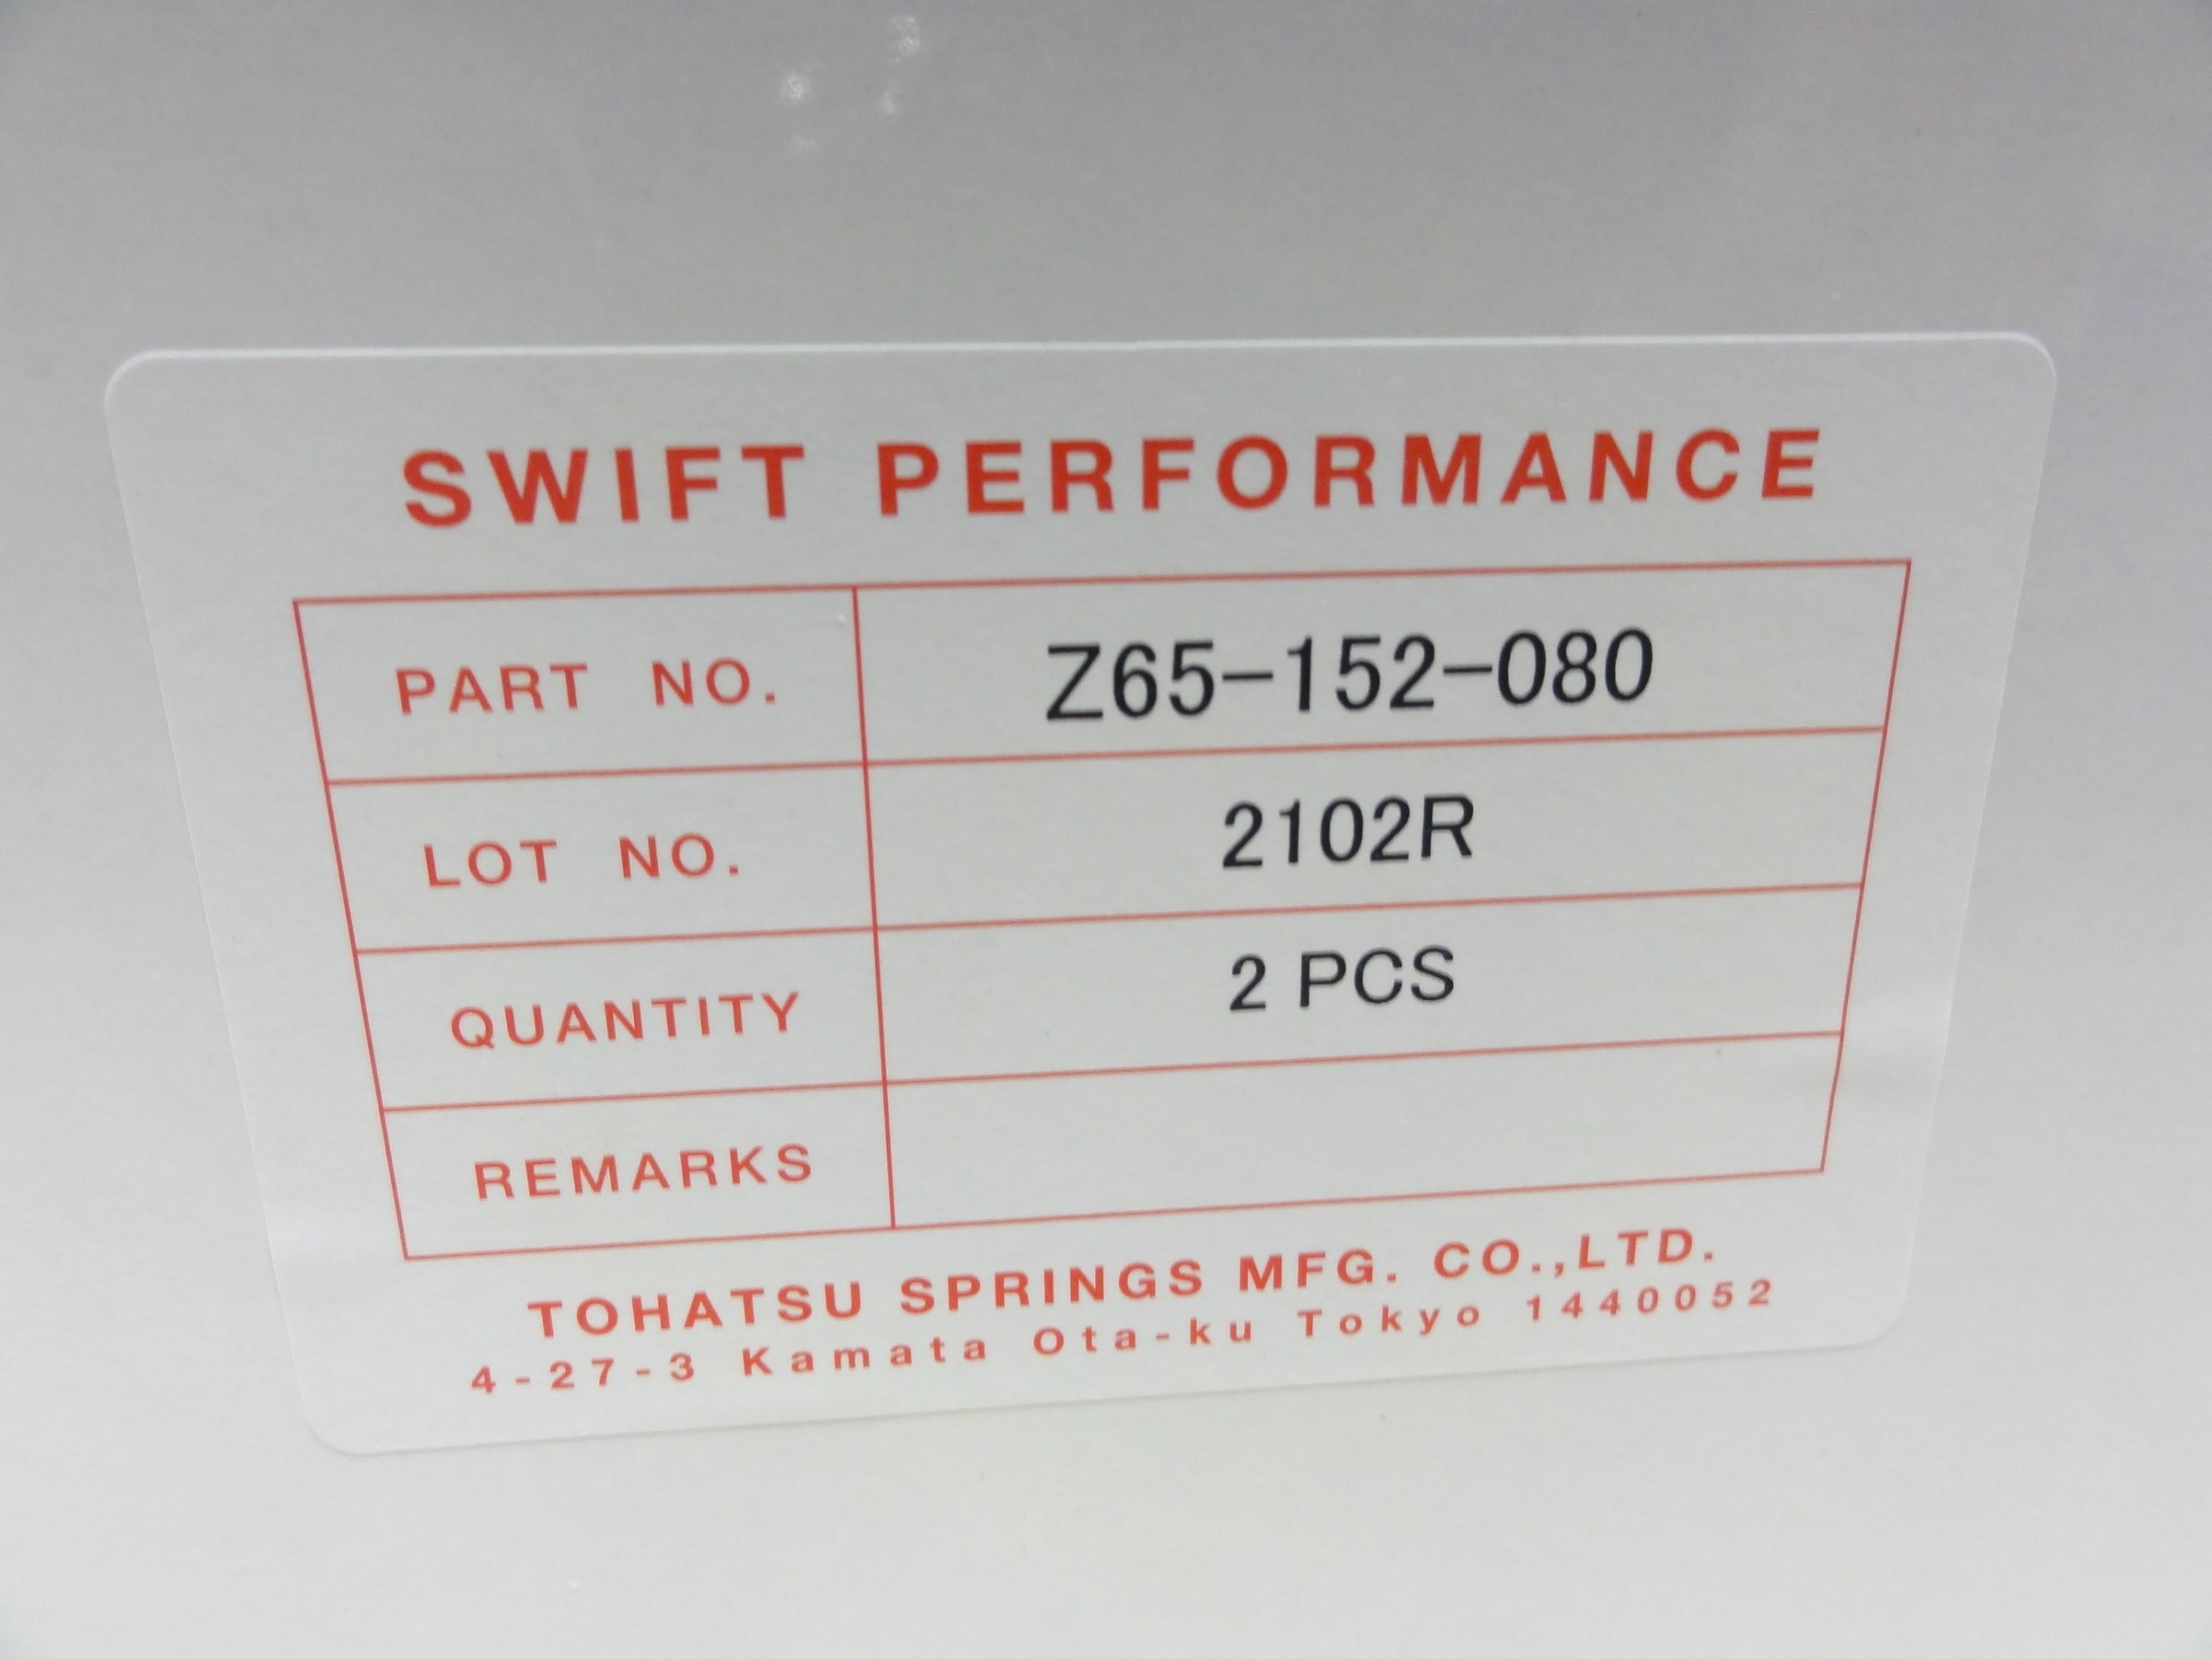 SWIFT PERFORMANCE
PART NO. Z65-152-080
LOT NO. 2102R
QUANTITY 2 PCS
REMARKS
TOHATSU SPRINGS MFG. CO.,LTD.
4-27-3 Kamata Ota-ku Tokyo 1440052